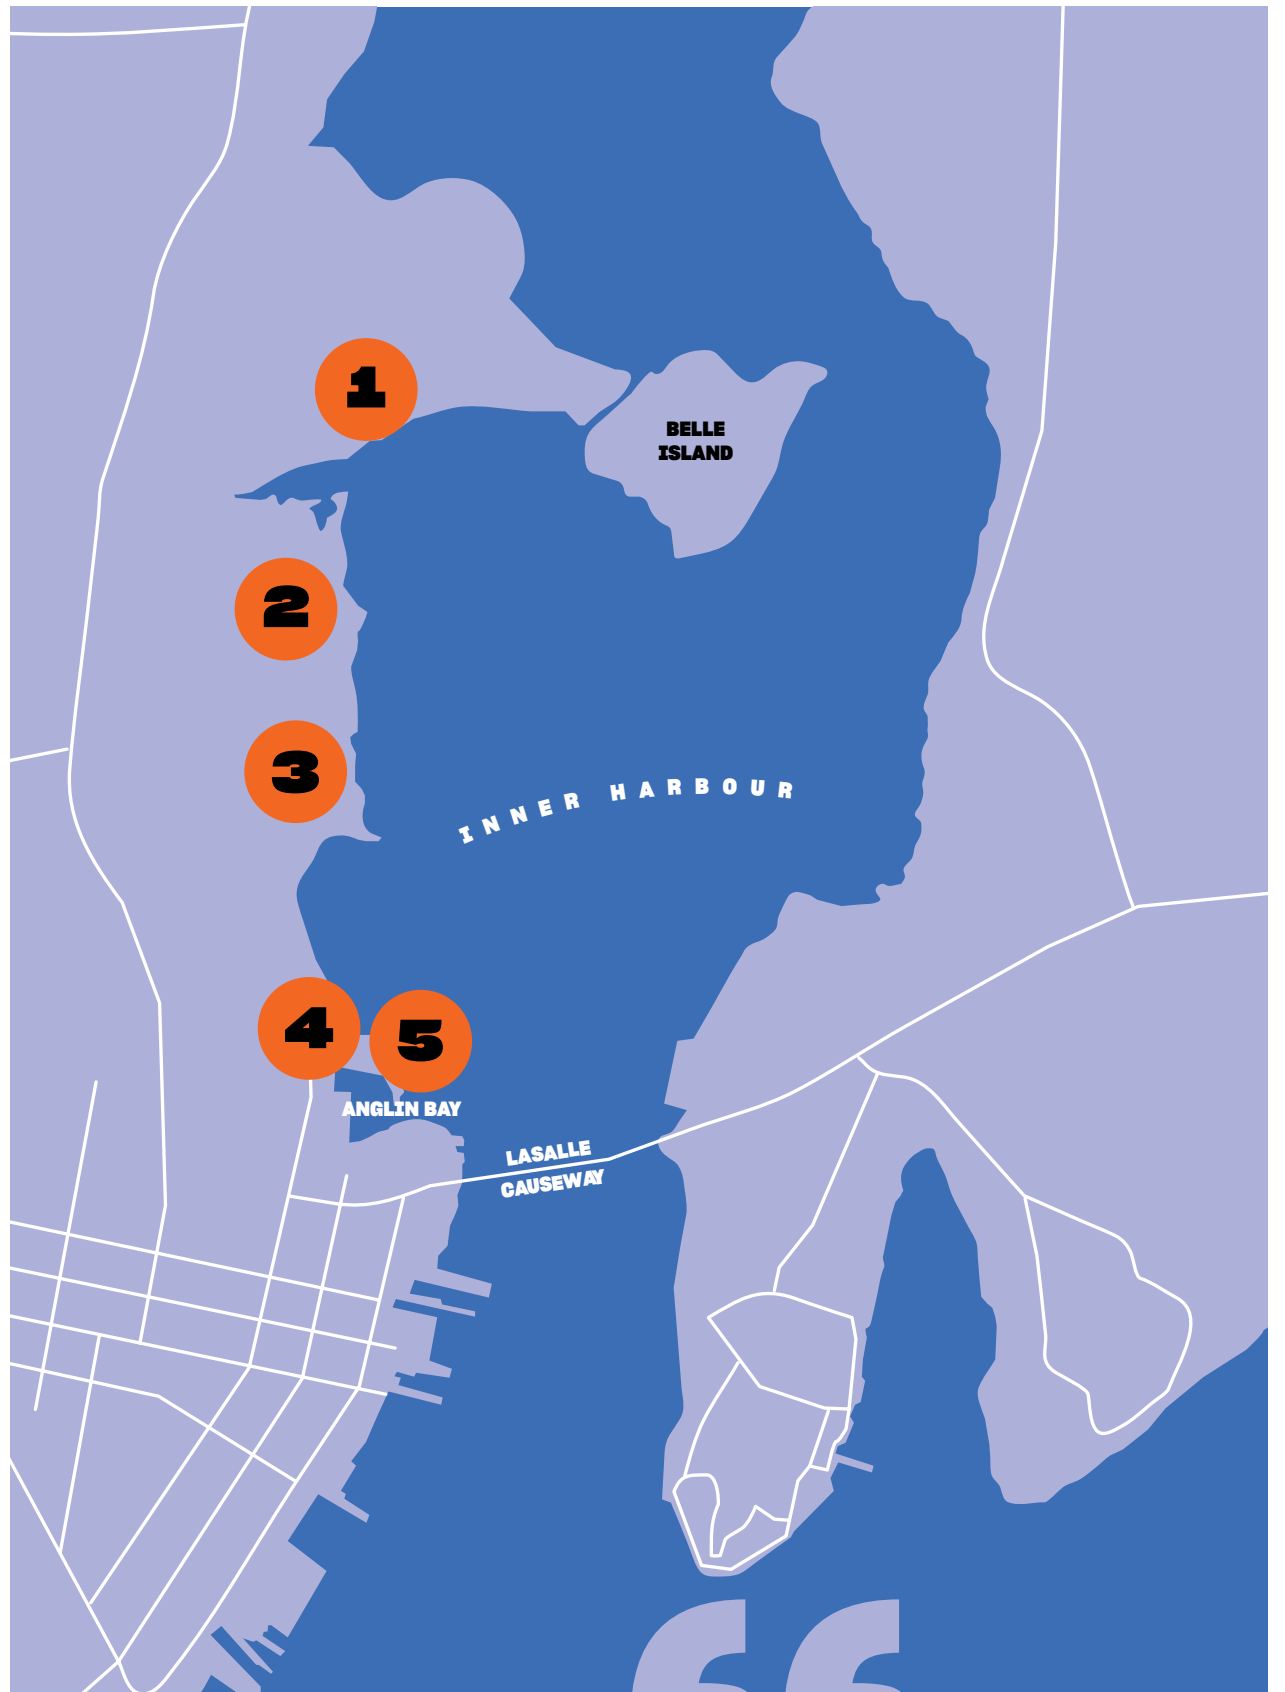 1
BELLE
ISLAND
2
3
INNER HARBOUR
4
5
ANGLIN BAY
LASALLE
CAUSEWAY
“